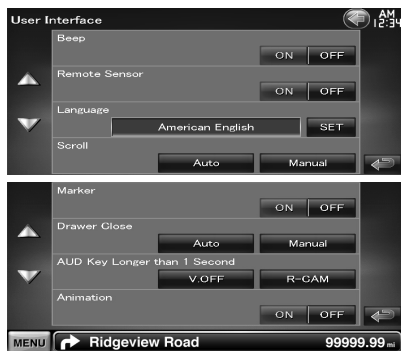 User Interface
AM
12:34
Beep
ON OFF
Remote Sensor
ON OFF
Language
American English SET
Scroll
Auto Manual
Marker
ON OFF
Drawer Close
Auto Manual
AUD Key Longer than 1 Second
V.OFF R-CAM
Animation
ON OFF
MENU Ridgeview Road 99999.99 mi